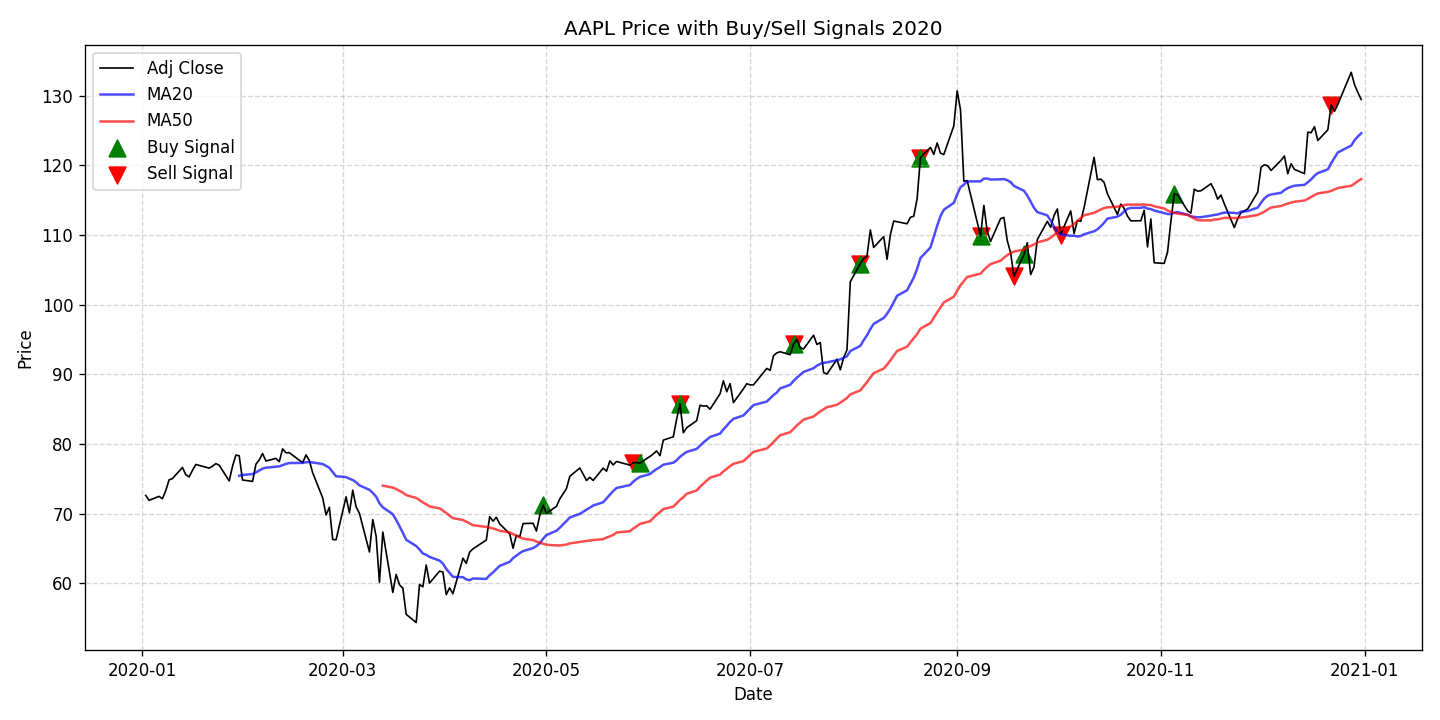 AAPL Price with Buy/Sell Signals 2020
Adj Close
MA20
MA50
Buy Signal
Sell Signal
130
120
110
100
90
80
70
60
Price
2020-01
2020-03
2020-05
2020-07
2020-09
2020-11
2021-01
Date